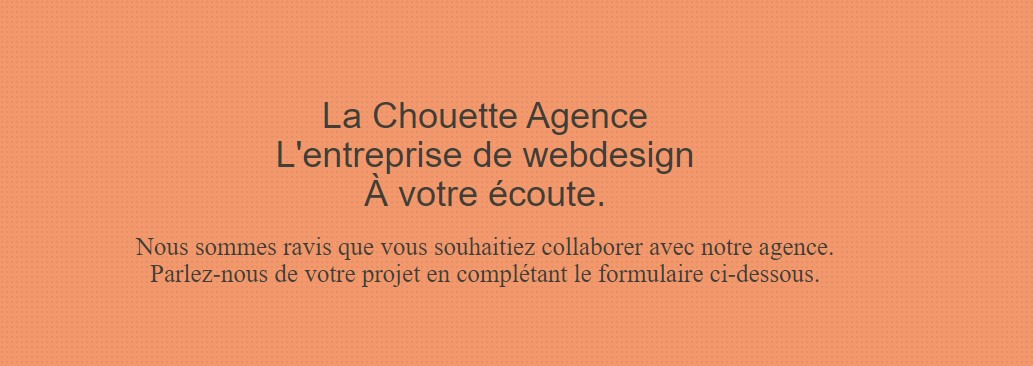 La Chouette Agence
L'entreprise de webdesign
À votre écoute.
Nous sommes ravis que vous souhaitiez collaborer avec notre agence.
Parlez-nous de votre projet en complétant le formulaire ci-dessous.